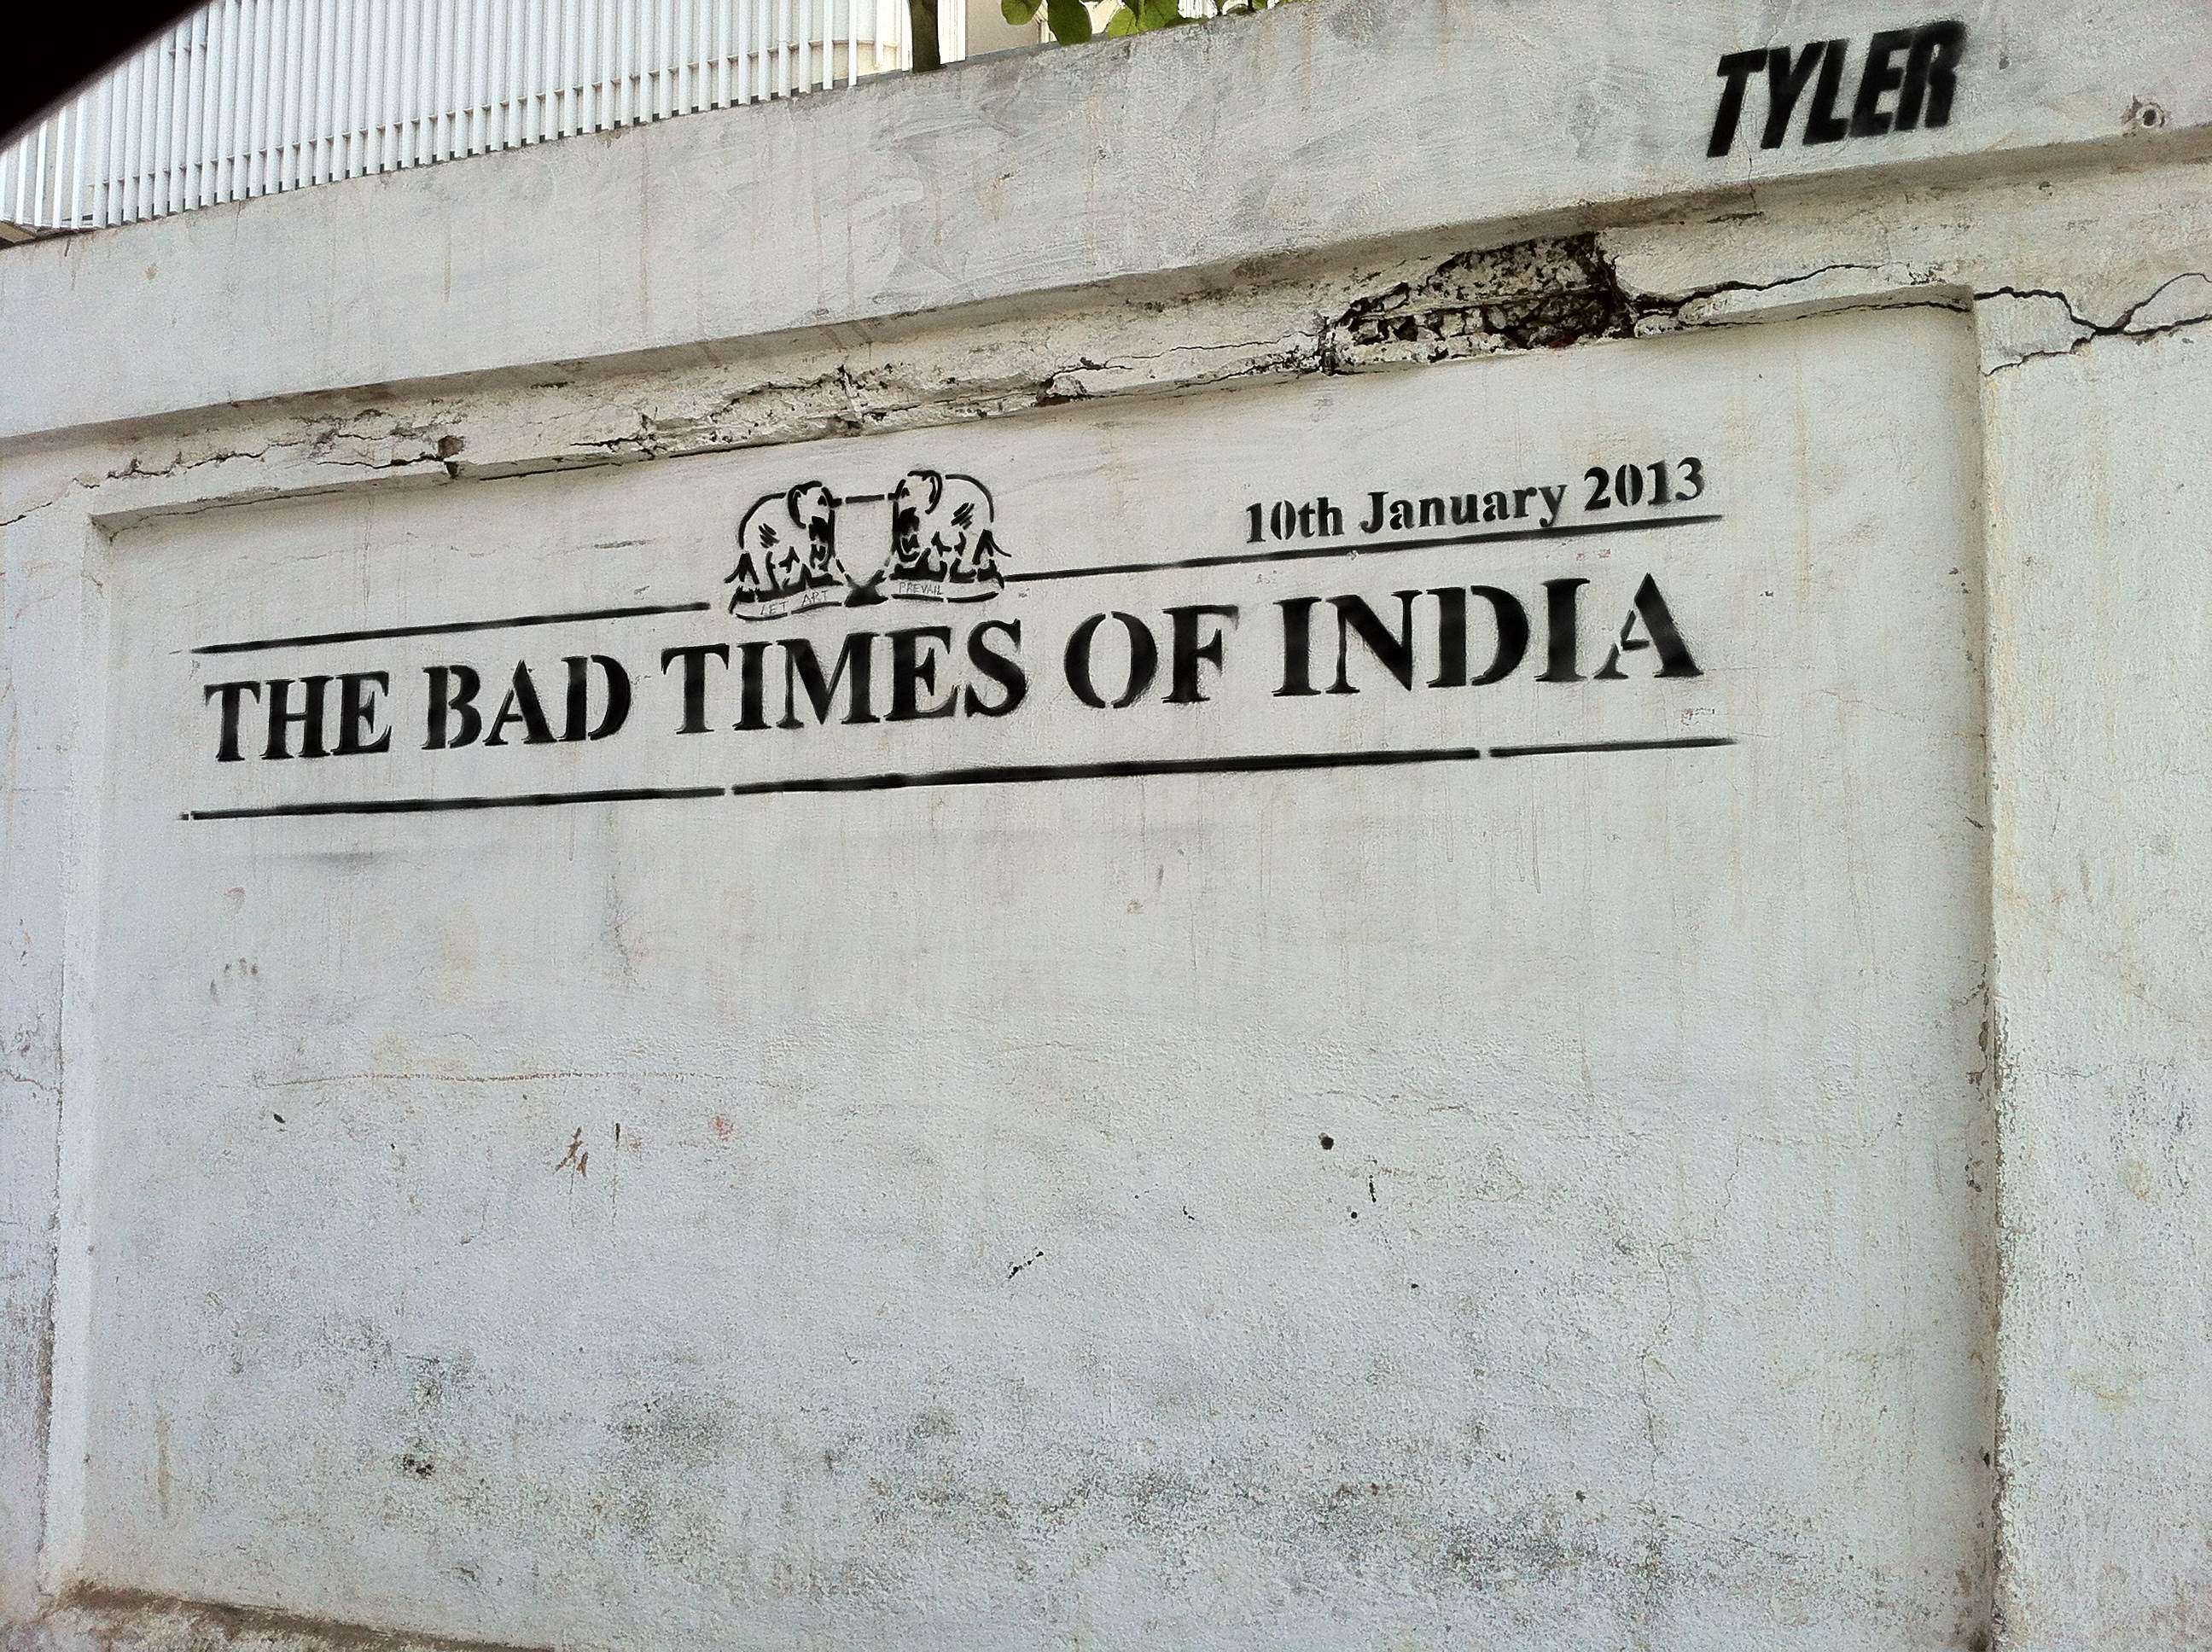 TYLER
10th January 2013
LET ART PREVAIL
THE BAD TIMES OF INDIA